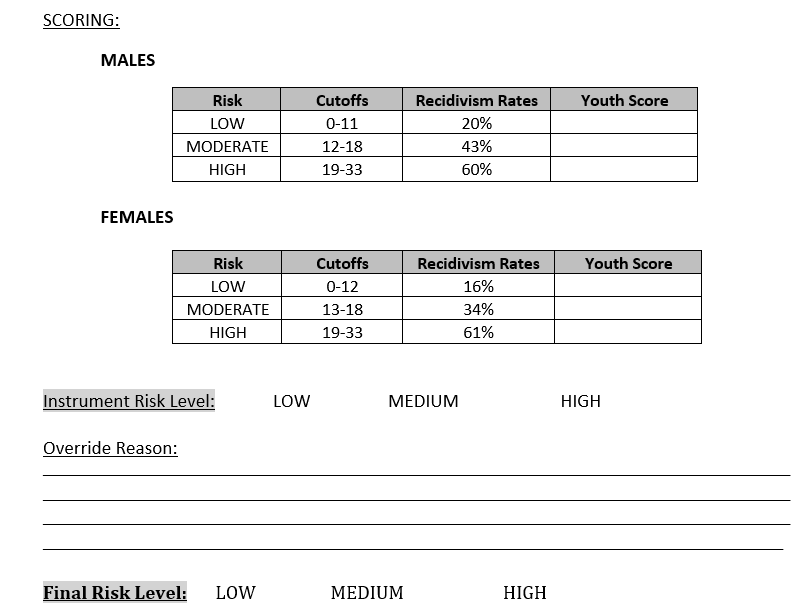 SCORING:
MALES
Risk Cutoffs Recidivism Rates Youth Score
LOW 0-11 20%
MODERATE 12-18 43%
HIGH 19-33 60%
FEMALES
Risk Cutoffs Recidivism Rates Youth Score
LOW 0-12 16%
MODERATE 13-18 34%
HIGH 19-33 61%
Instrument Risk Level: LOW MEDIUM HIGH
Override Reason:
Final Risk Level: LOW MEDIUM HIGH